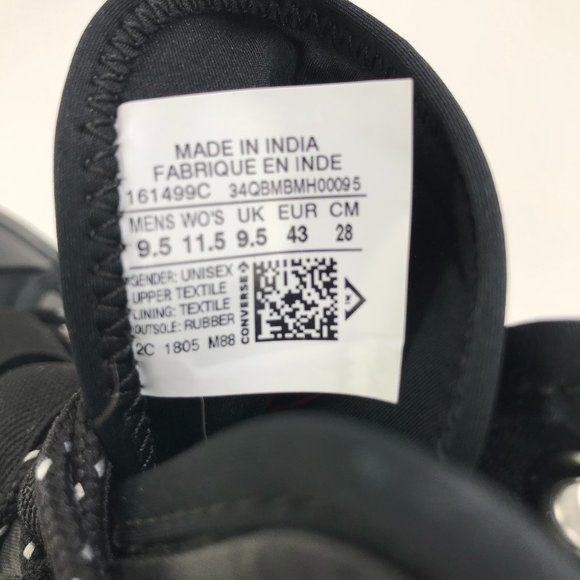 MADE IN INDIA
FABRIQUE EN INDE
161499C 34QBMBMH00095
MENS WO'S UK EUR CM
9.5 11.5 9.5 43 28
GENDER: UNISEX
UPPER TEXTILE
LINING: TEXTILE
OUTSOLE: RUBBER
2C 1805 M88
CONVERSE